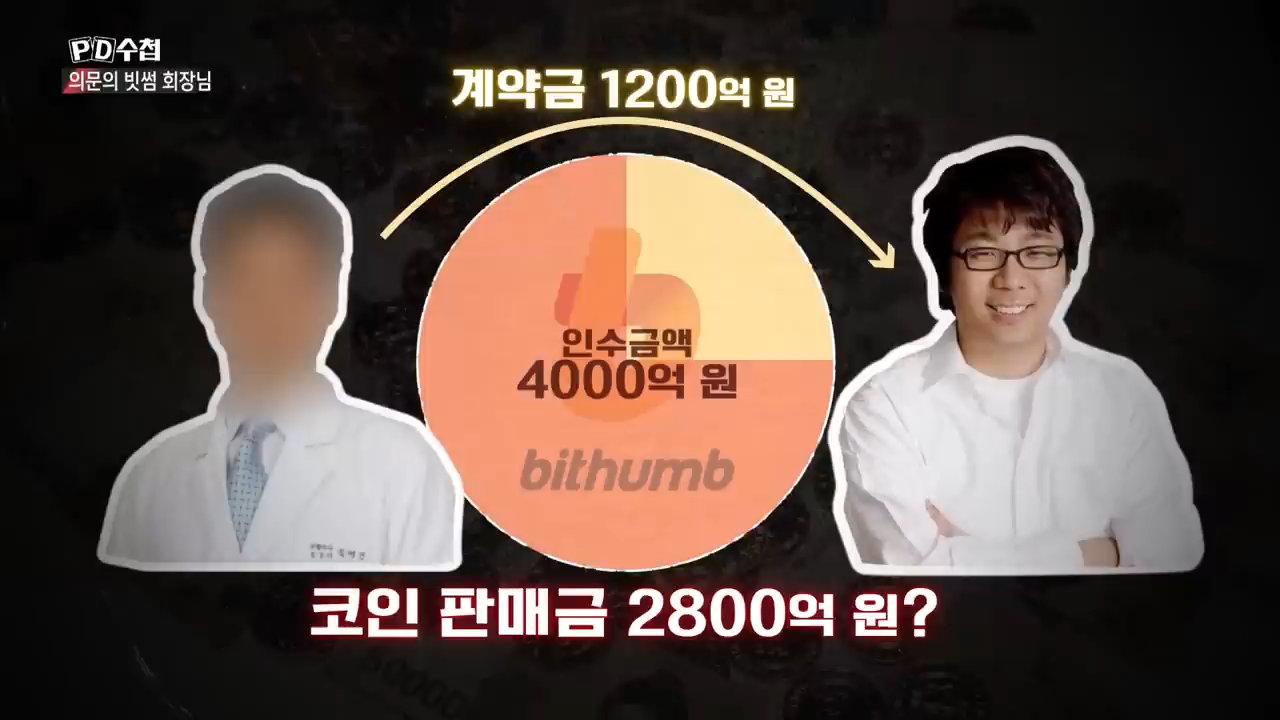 PD수첩
의문의 빗썸 회장님
계약금 1200억 원
인수금액
4000억 원
bithumb
코인 판매금 2800억 원?
50000